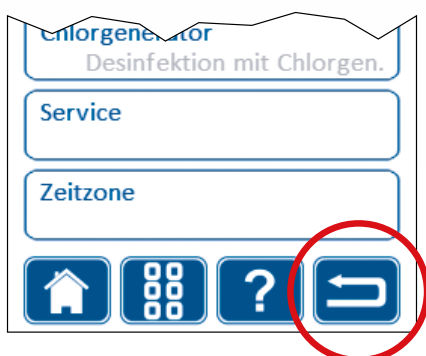 Chlorgenerator
Desinfektion mit Chlorgen.
Service
Zeitzone
?